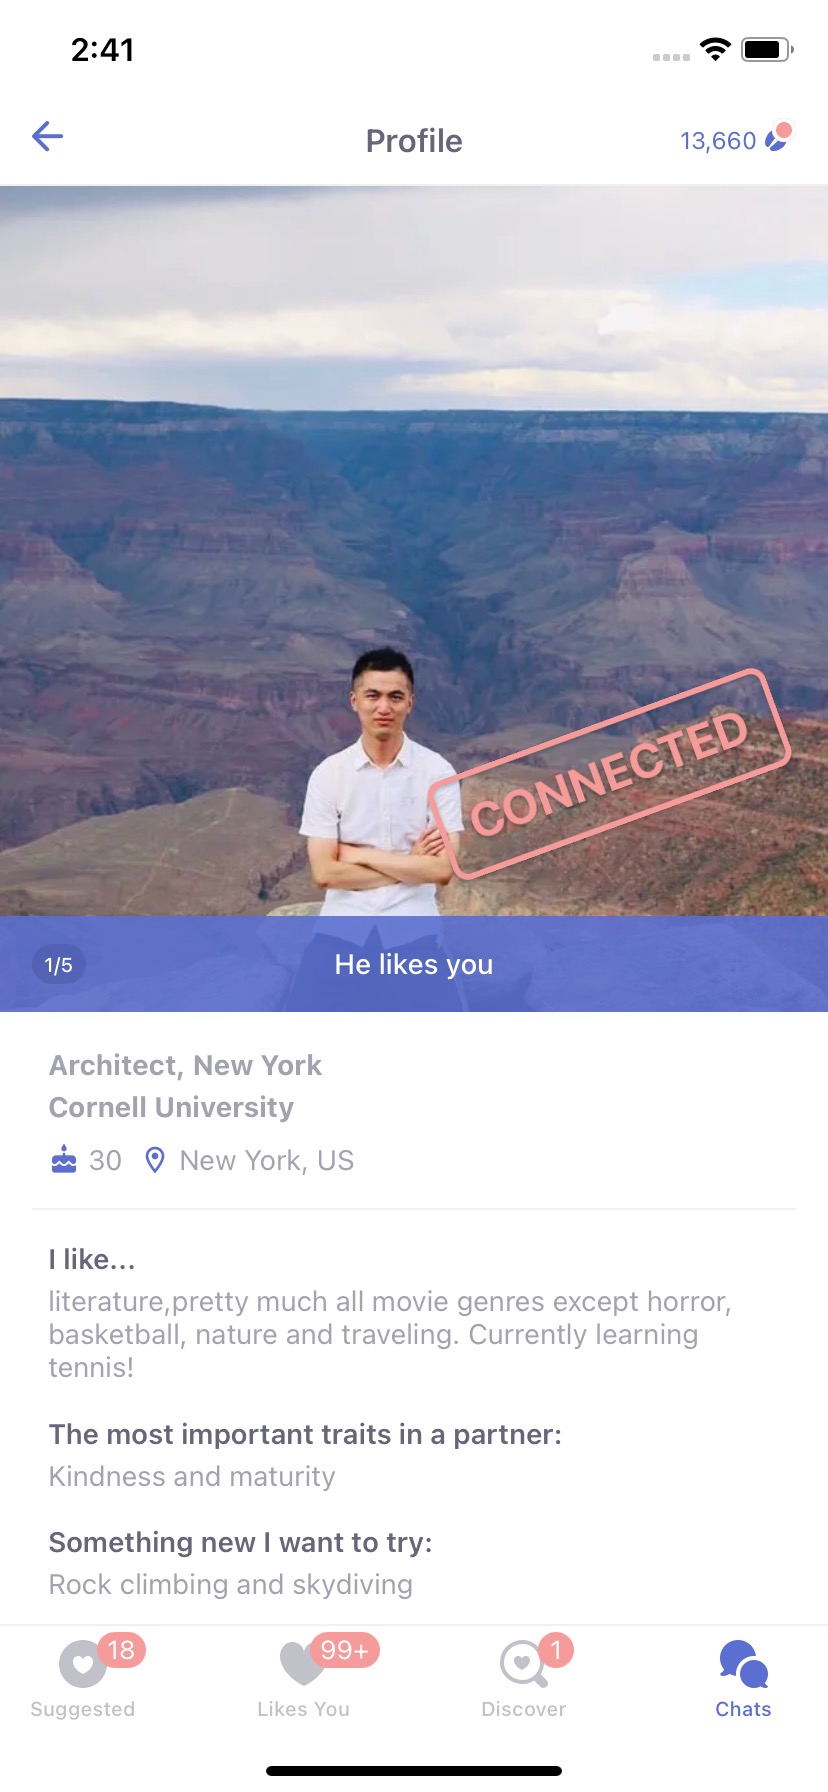 2:41
Profile
13,660
CONNECTED
1/5
He likes you
Architect, New York
Cornell University
30 New York, US
I like...
literature,pretty much all movie genres except horror,
basketball, nature and traveling. Currently learning
tennis!
The most important traits in a partner:
Kindness and maturity
Something new I want to try:
Rock climbing and skydiving
18 99+ 1
Suggested Likes You Discover Chats